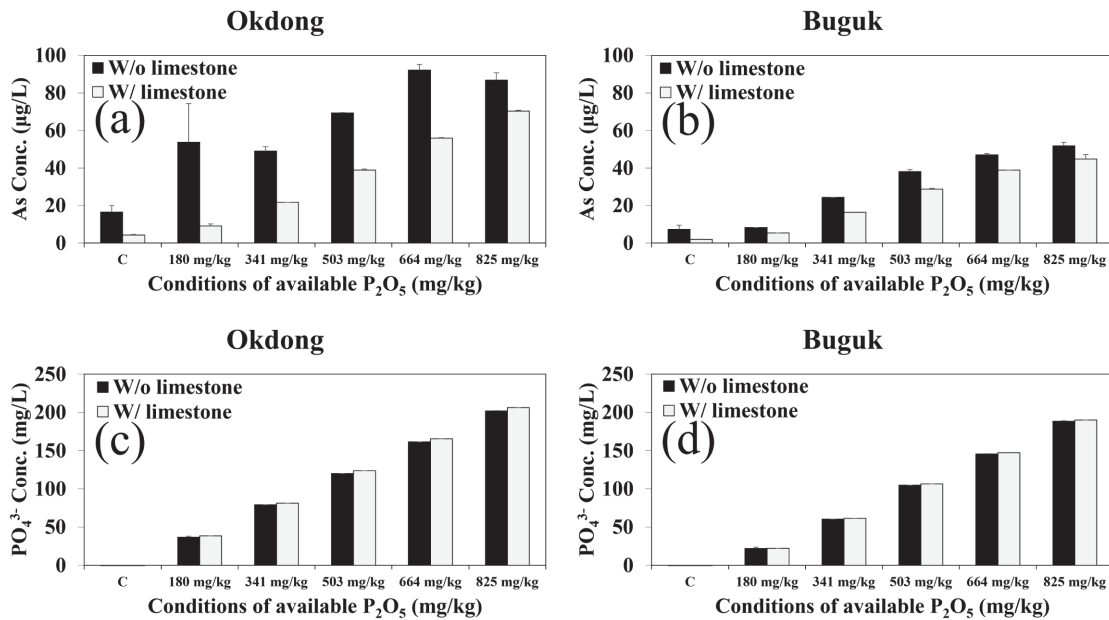 Okdong
100
80
60
40
20
0
As Conc. (µg/L)
W/o limestone
W/ limestone
(a)
C 180 mg/kg 341 mg/kg 503 mg/kg 664 mg/kg 825 mg/kg
Conditions of available P₂O₅ (mg/kg)
Buguk
100
80
60
40
20
0
As Conc. (µg/L)
W/o limestone
W/ limestone
(b)
C 180 mg/kg 341 mg/kg 503 mg/kg 664 mg/kg 825 mg/kg
Conditions of available P₂O₅ (mg/kg)
Okdong
250
200
150
100
50
0
PO₄³⁻ Conc. (mg/L)
W/o limestone
W/ limestone
(c)
C 180 mg/kg 341 mg/kg 503 mg/kg 664 mg/kg 825 mg/kg
Conditions of available P₂O₅ (mg/kg)
Buguk
250
200
150
100
50
0
PO₄³⁻ Conc. (mg/L)
W/o limestone
W/ limestone
(d)
C 180 mg/kg 341 mg/kg 503 mg/kg 664 mg/kg 825 mg/kg
Conditions of available P₂O₅ (mg/kg)